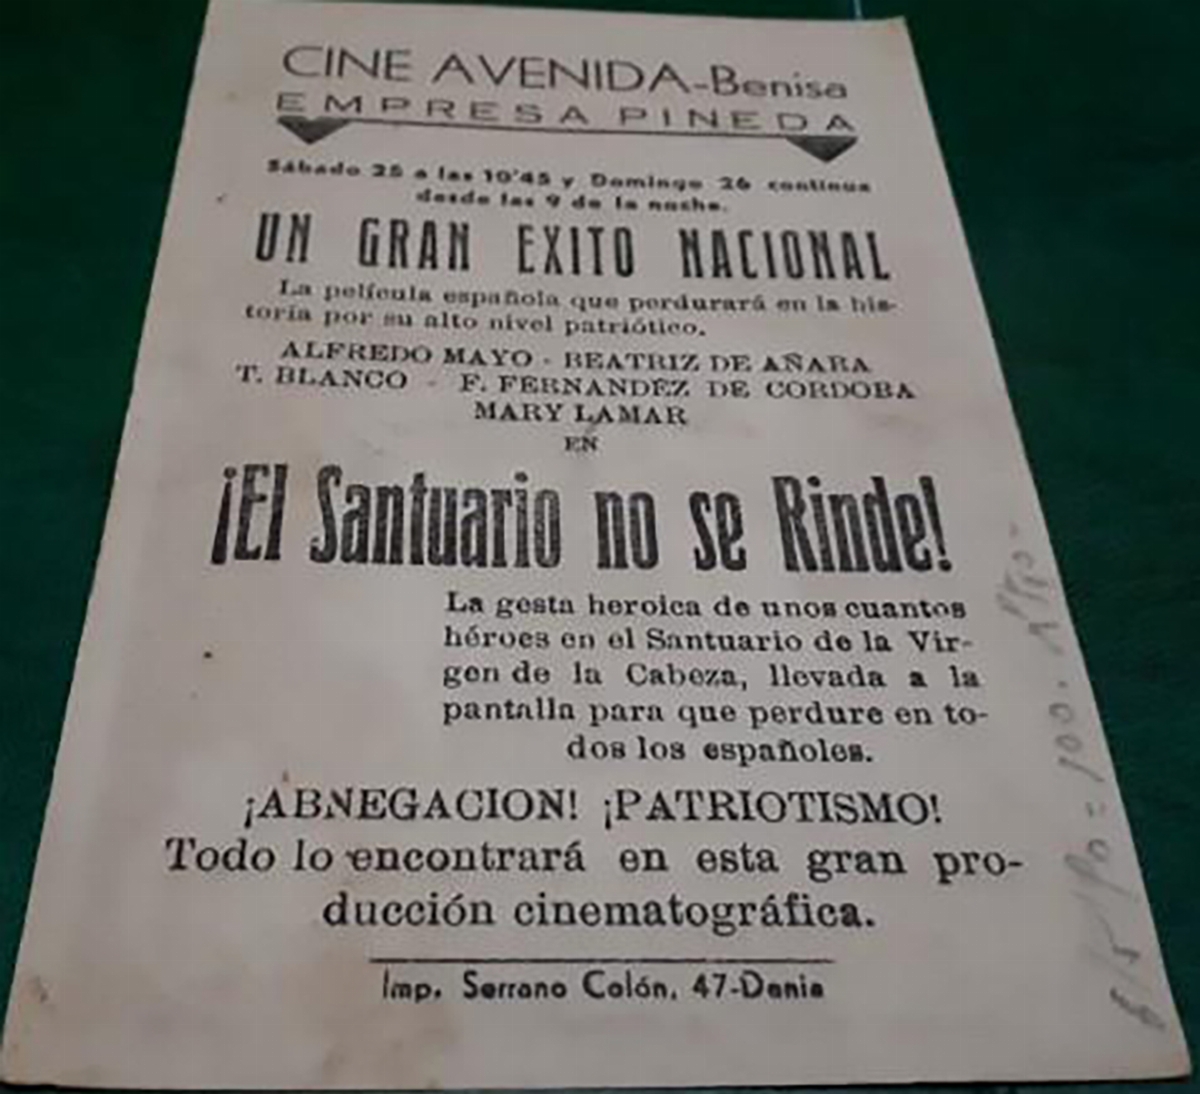 CINE AVENIDA-Benisa
EMPRESA PINEDA
Sábado 25 a las 10'45 y Domingo 26 continua
desde las 9 de la noche.
UN GRAN EXITO NACIONAL
La película española que perdurará en la his-
toria por su alto nivel patriótico.
ALFREDO MAYO - BEATRIZ DE AÑARA
T. BLANCO - F. FERNANDEZ DE CORDOBA
MARY LAMAR
EN
¡El Santuario no se Rinde!
La gesta heroica de unos cuantos
héroes en el Santuario de la Vir-
gen de la Cabeza, llevada a la
pantalla para que perdure en to-
dos los españoles.
¡ABNEGACION! ¡PATRIOTISMO!
Todo lo encontrará en esta gran pro-
ducción cinematográfica.
Imp. Serrano Colón, 47-Denia